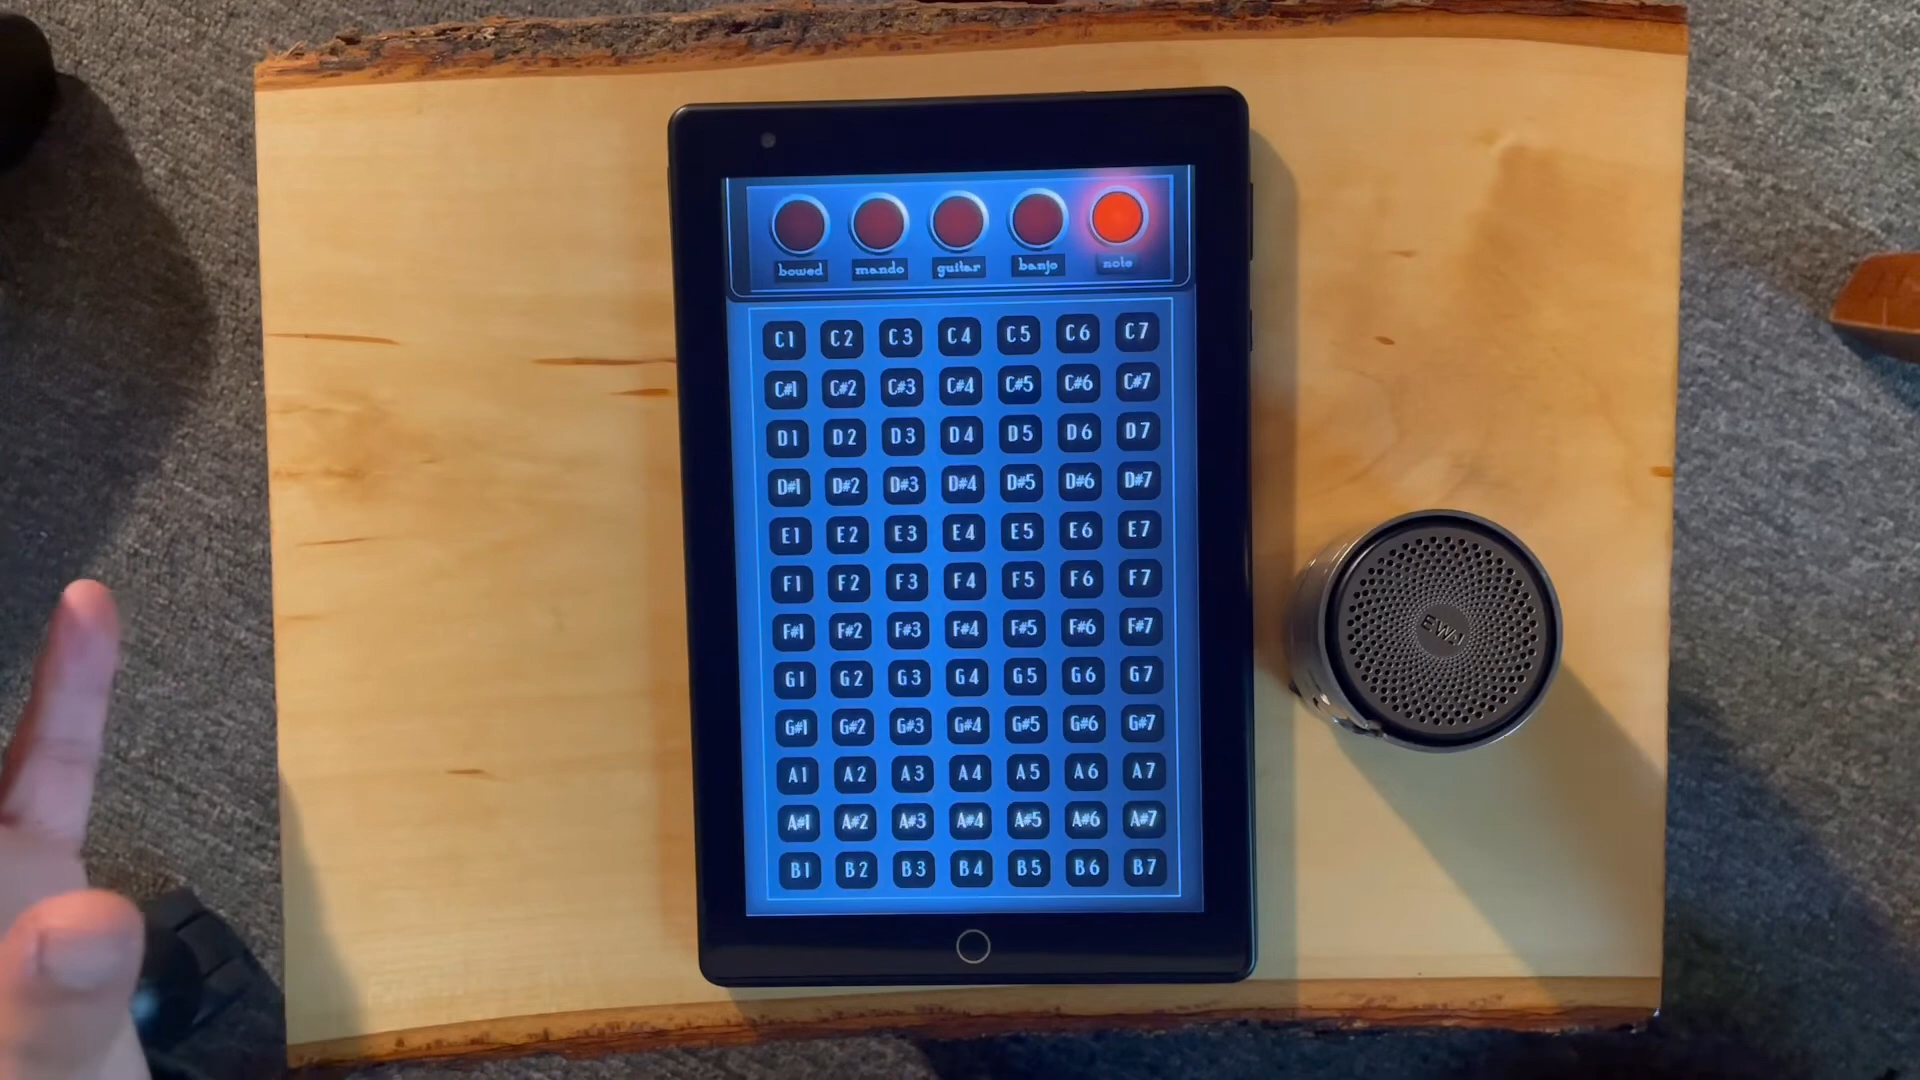 bowed mando guitar banjo note
C1 C2 C3 C4 C5 C6 C7
C#1 C#2 C#3 C#4 C#5 C#6 C#7
D1 D2 D3 D4 D5 D6 D7
D#1 D#2 D#3 D#4 D#5 D#6 D#7
E1 E2 E3 E4 E5 E6 E7
F1 F2 F3 F4 F5 F6 F7
F#1 F#2 F#3 F#4 F#5 F#6 F#7
G1 G2 G3 G4 G5 G6 G7
G#1 G#2 G#3 G#4 G#5 G#6 G#7
A1 A2 A3 A4 A5 A6 A7
A#1 A#2 A#3 A#4 A#5 A#6 A#7
B1 B2 B3 B4 B5 B6 B7
EWA